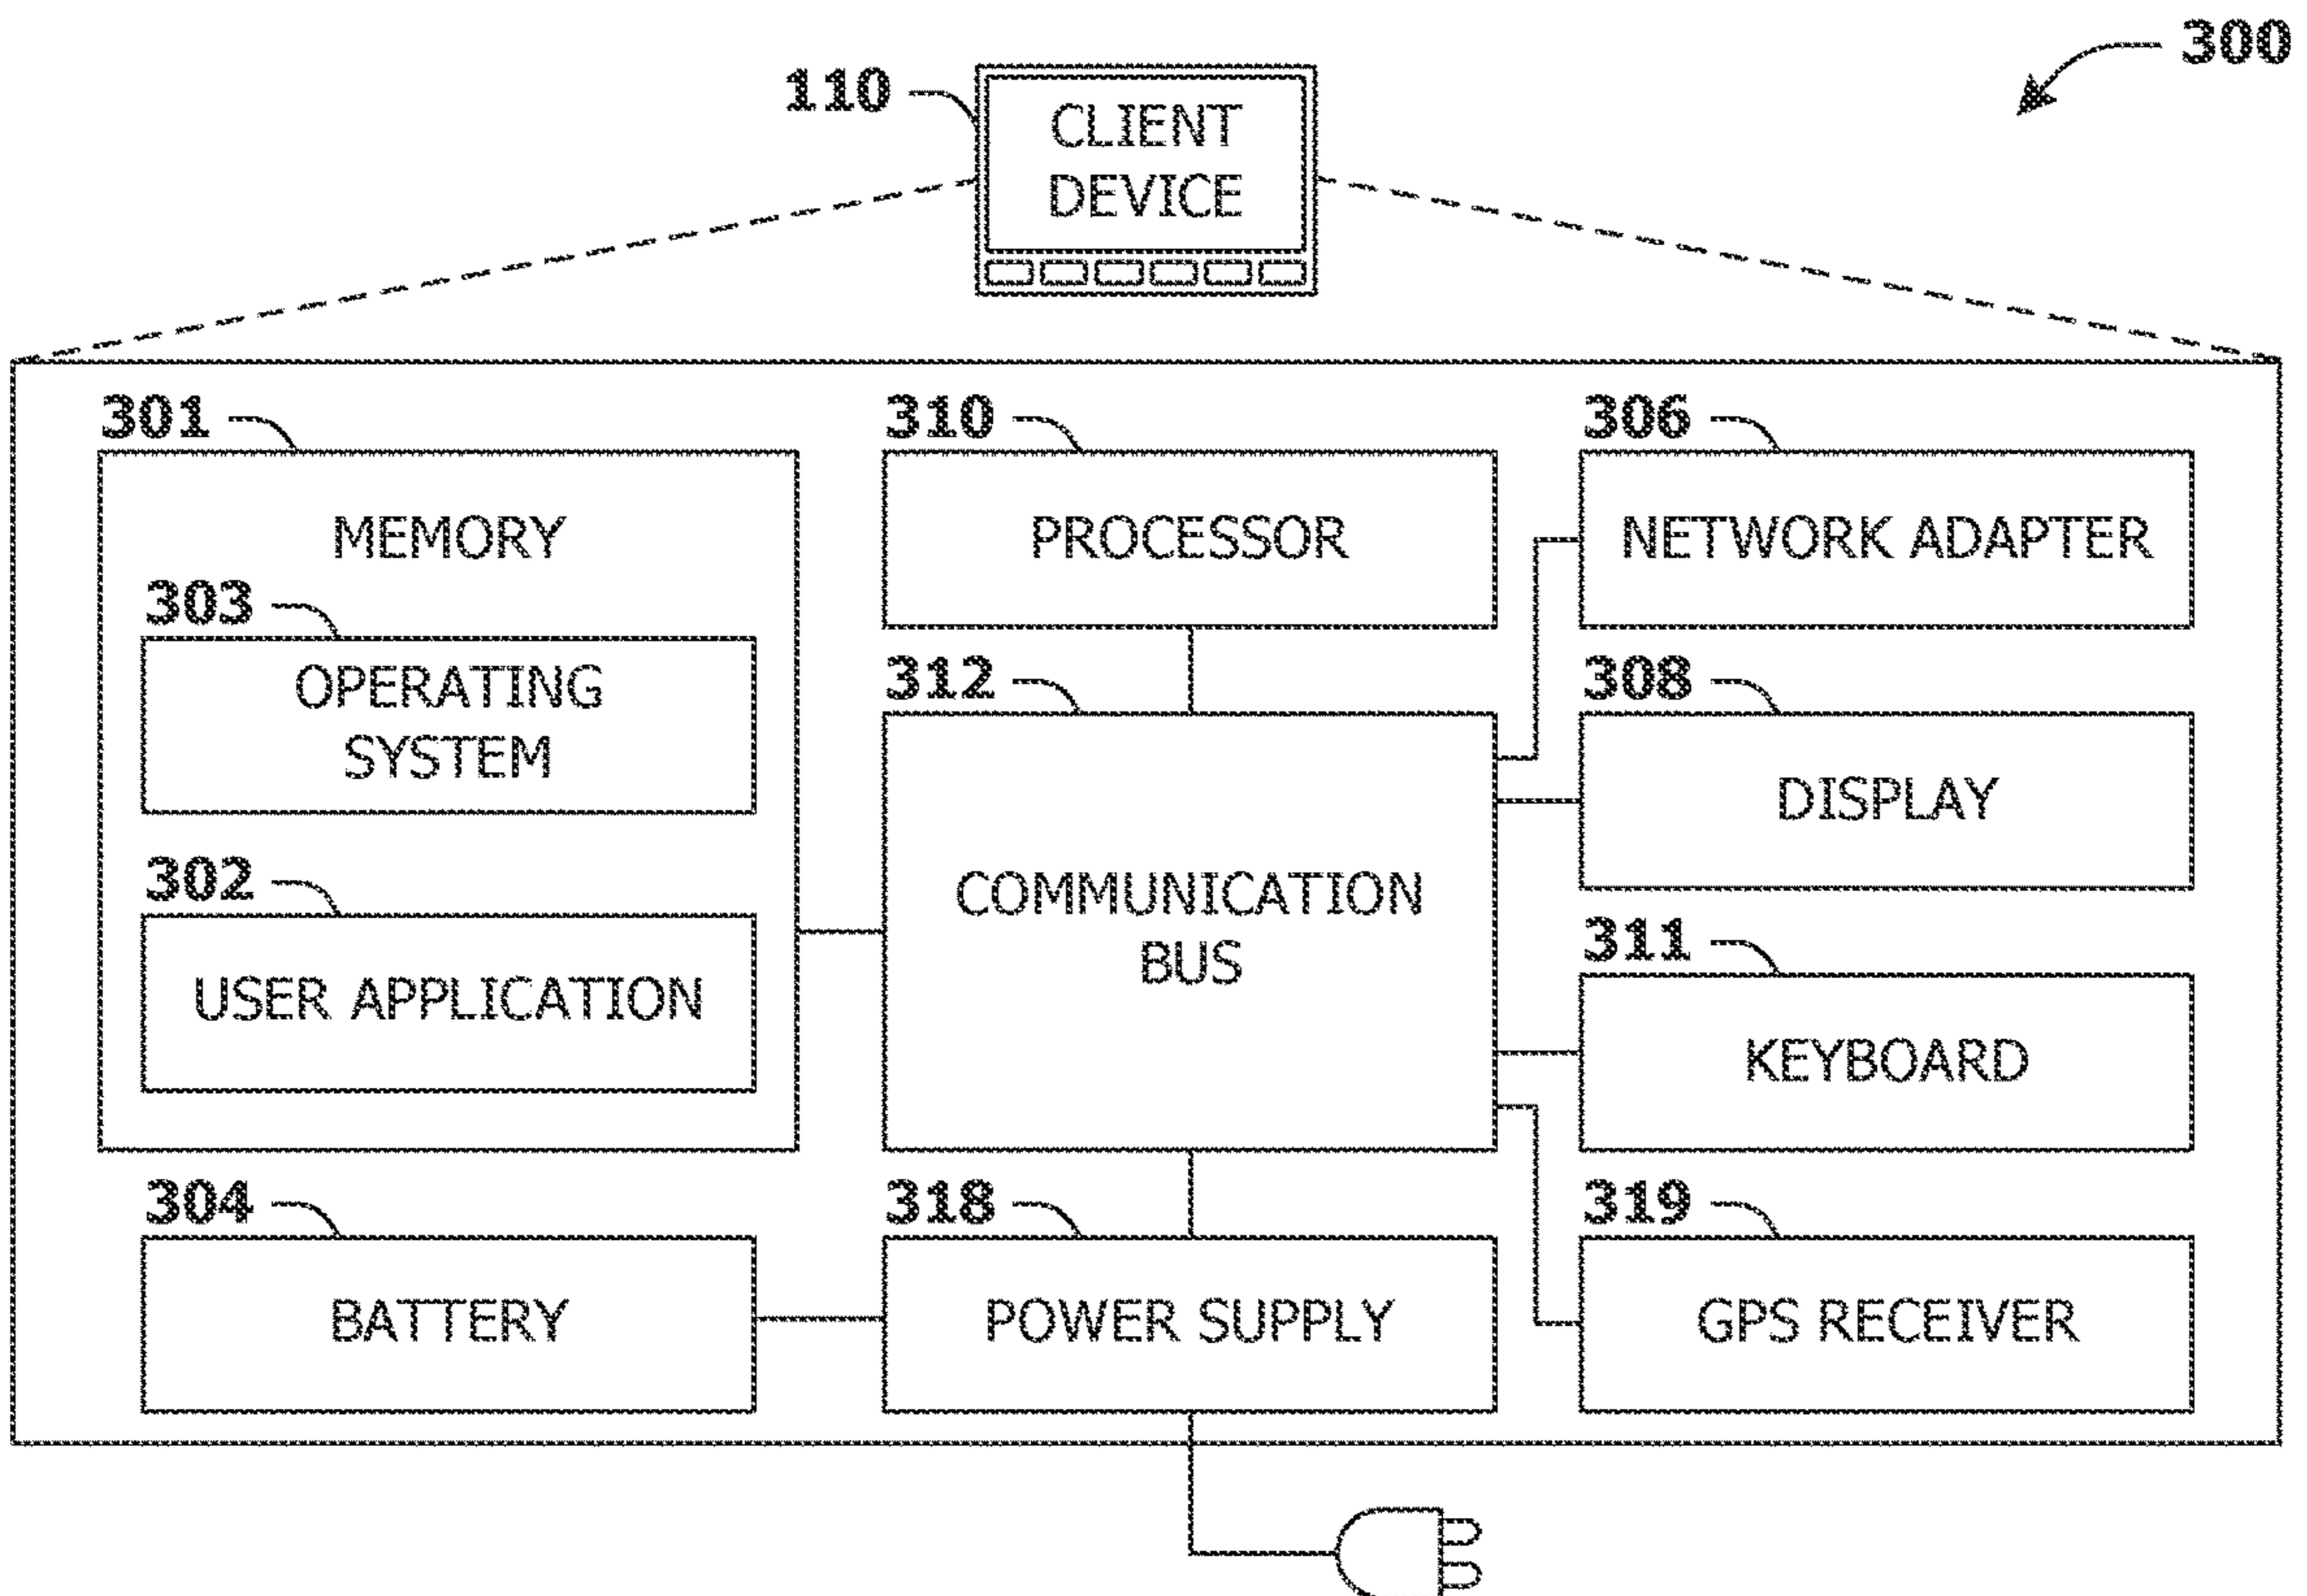 300
110
CLIENT
DEVICE
301
310
306
MEMORY
PROCESSOR
NETWORK ADAPTER
303
OPERATING
SYSTEM
312
308
DISPLAY
302
USER APPLICATION
COMMUNICATION
BUS
311
KEYBOARD
304
318
319
BATTERY
POWER SUPPLY
GPS RECEIVER